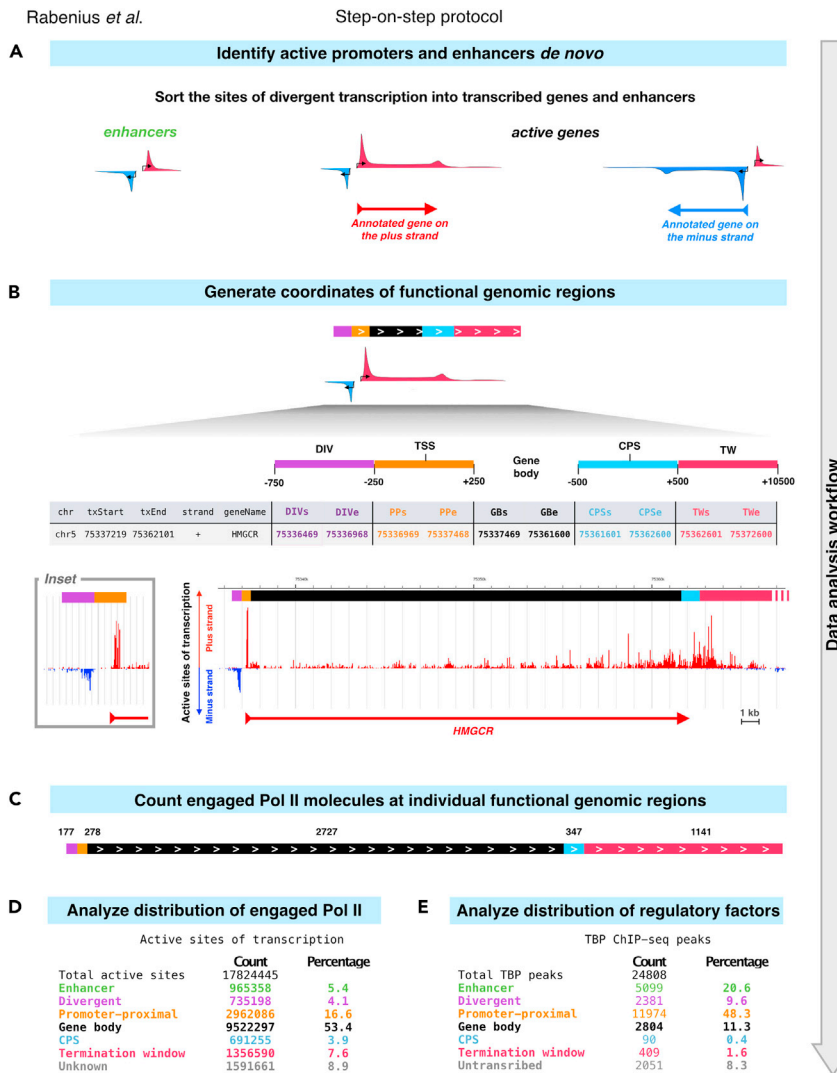 Rabenius et al.
Step-on-step protocol
A
Identify active promoters and enhancers de novo
Sort the sites of divergent transcription into transcribed genes and enhancers
enhancers
active genes
Annotated gene on
the plus strand
Annotated gene on
the minus strand
B
Generate coordinates of functional genomic regions
> > > > > > > > >
DIV TSS Gene body CPS TW
-750 -250 +250 -500 +500 +10500
chr txStart txEnd strand geneName DIVs DIVe PPs PPe GBs GBe CPSs CPSe TWs TWe
chr5 75337219 75362101 + HMGCR 75336469 75336968 75336969 75337468 75337469 75361600 75361601 75362600 75362601 75372600
Inset
Active sites of transcription
Plus strand
Minus strand
HMGCR
1 kb
C
Count engaged Pol II molecules at individual functional genomic regions
177 278 2727 347 1141
D
Analyze distribution of engaged Pol II
Active sites of transcription
Count Percentage
Total active sites 17824445
Enhancer 965358 5.4
Divergent 735198 4.1
Promoter-proximal 2962086 16.6
Gene body 9522297 53.4
CPS 691255 3.9
Termination window 1356590 7.6
Unknown 1591661 8.9
E
Analyze distribution of regulatory factors
TBP ChIP-seq peaks
Count Percentage
Total TBP peaks 24808
Enhancer 5099 20.6
Divergent 2381 9.6
Promoter-proximal 11974 48.3
Gene body 2804 11.3
CPS 90 0.4
Termination window 409 1.6
Untransribed 2051 8.3
Data analysis workflow